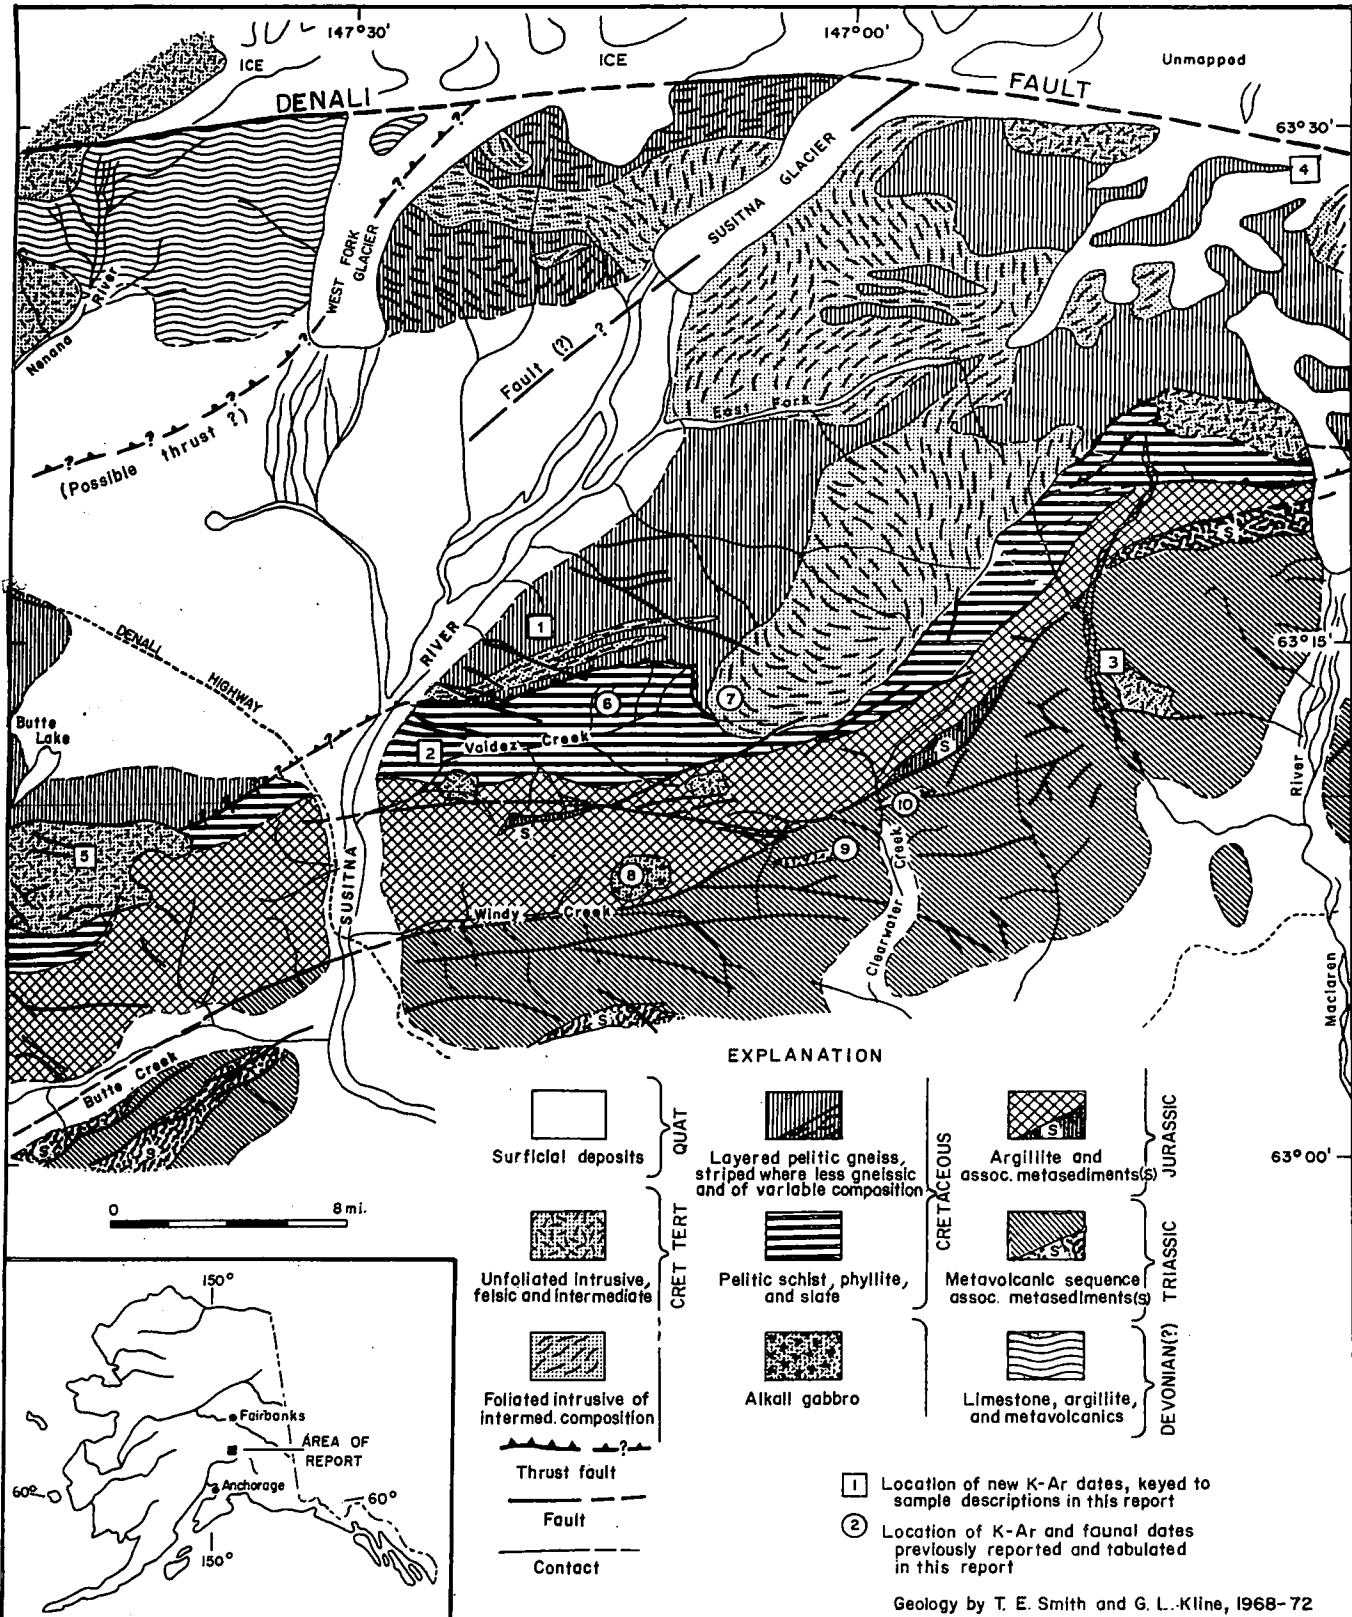 147°30'
147°00'
ICE
ICE
Unmapped
DENALI
FAULT
63°30'
4
SUSITNA GLACIER
WEST FORK
GLACIER
Nenana River
Fault (?)
?
(Possible thrust ?)
East Fork
S
1
RIVER
63°15'
3
DENALI HIGHWAY
7
6
Butte
Lake
2
Valdez Creek
S
10
River
S
5
9
8
SUSITNA
Windy Creek
Clearwater Creek
Maclaren
S
Butte Creek
S
S
EXPLANATION
Surficial deposits
QUAT
Layered pelitic gneiss,
striped where less gneissic
and of variable composition
CRETACEOUS
S
Argillite and
assoc. metasediments(S)
JURASSIC
63°00'
0 8 mi.
Unfoliated intrusive,
felsic and intermediate
CRET TERT
Pelitic schist, phyllite,
and slate
S
Metavolcanic sequence
assoc. metasediments(S)
TRIASSIC
Foliated intrusive of
intermed. composition
Alkali gabbro
Limestone, argillite,
and metavolcanics
DEVONIAN(?)
?
Thrust fault
Fault
Contact
150°
Fairbanks
AREA OF
REPORT
Anchorage
60°
60°
150°
1 Location of new K-Ar dates, keyed to
sample descriptions in this report
2 Location of K-Ar and faunal dates
previously reported and tabulated
in this report
Geology by T. E. Smith and G. L. Kline, 1968-72